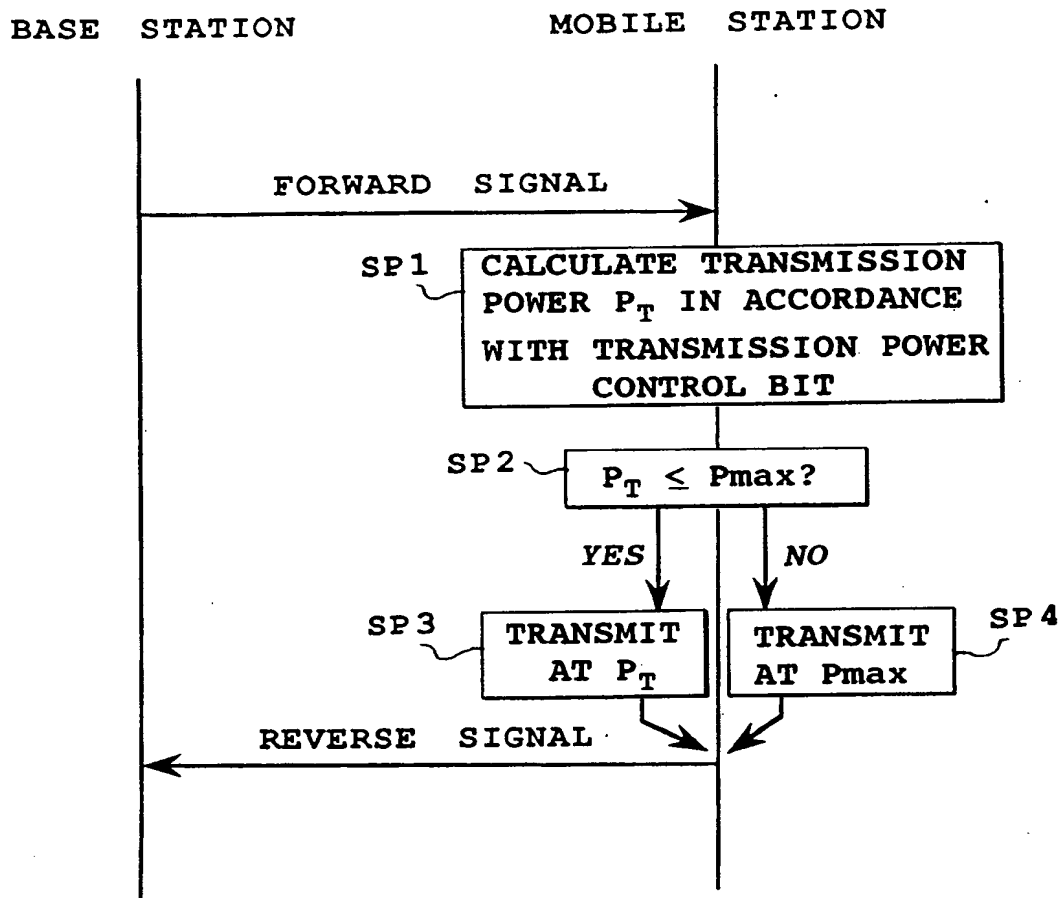 BASE STATION
MOBILE STATION
FORWARD SIGNAL
SP1
CALCULATE TRANSMISSION
POWER P_T IN ACCORDANCE
WITH TRANSMISSION POWER
CONTROL BIT
SP2
P_T ≤ Pmax?
YES
NO
SP3
TRANSMIT
AT P_T
SP4
TRANSMIT
AT Pmax
REVERSE SIGNAL